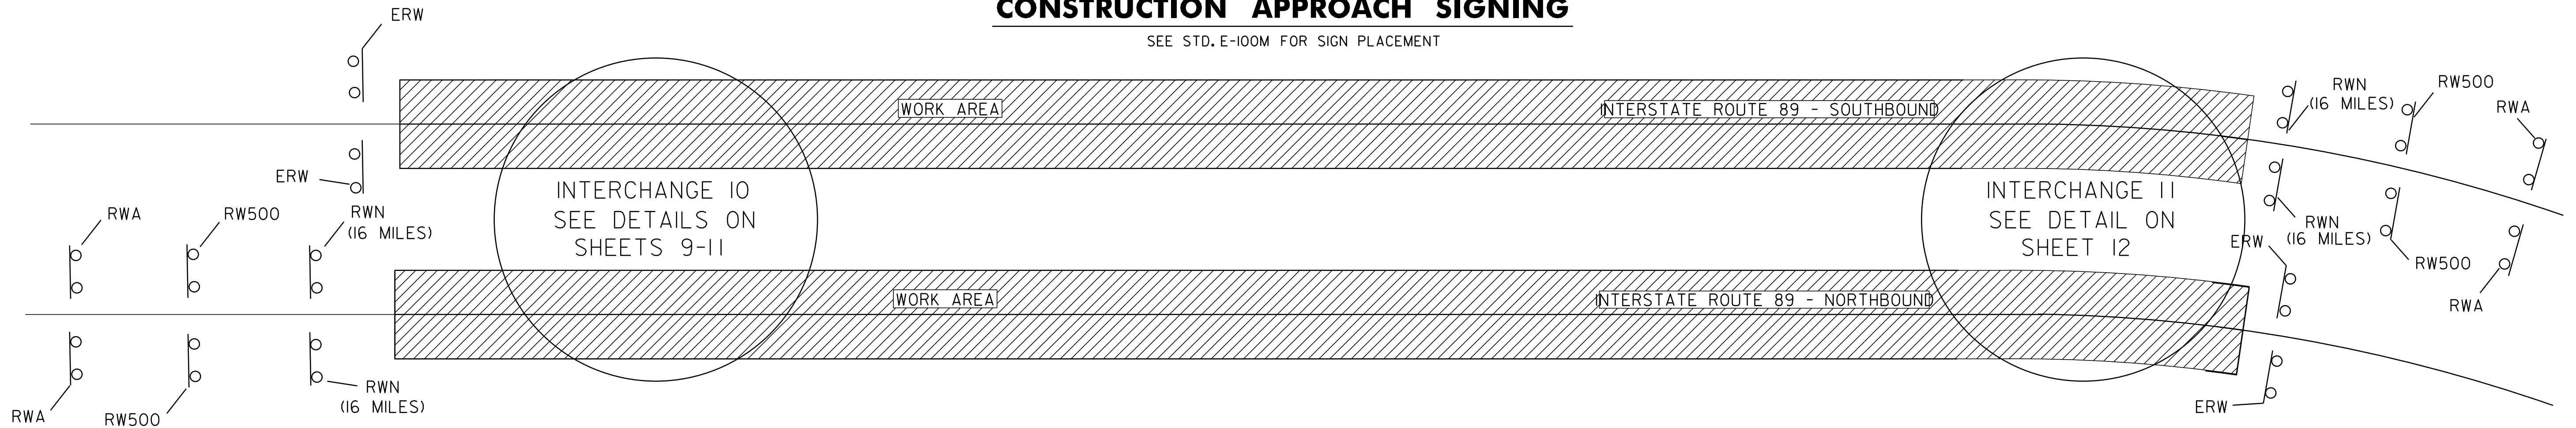 CONSTRUCTION APPROACH SIGNING
SEE STD. E-100M FOR SIGN PLACEMENT
ERW
WORK AREA
INTERSTATE ROUTE 89 - SOUTHBOUND
RWN
(16 MILES)
RW500
RWA
ERW
INTERCHANGE 10
SEE DETAILS ON
SHEETS 9-11
INTERCHANGE 11
SEE DETAIL ON
SHEET 12
RWA
RW500
RWN
(16 MILES)
ERW
RWN
(16 MILES)
RW500
RWA
WORK AREA
INTERSTATE ROUTE 89 - NORTHBOUND
RWA
RW500
RWN
(16 MILES)
ERW